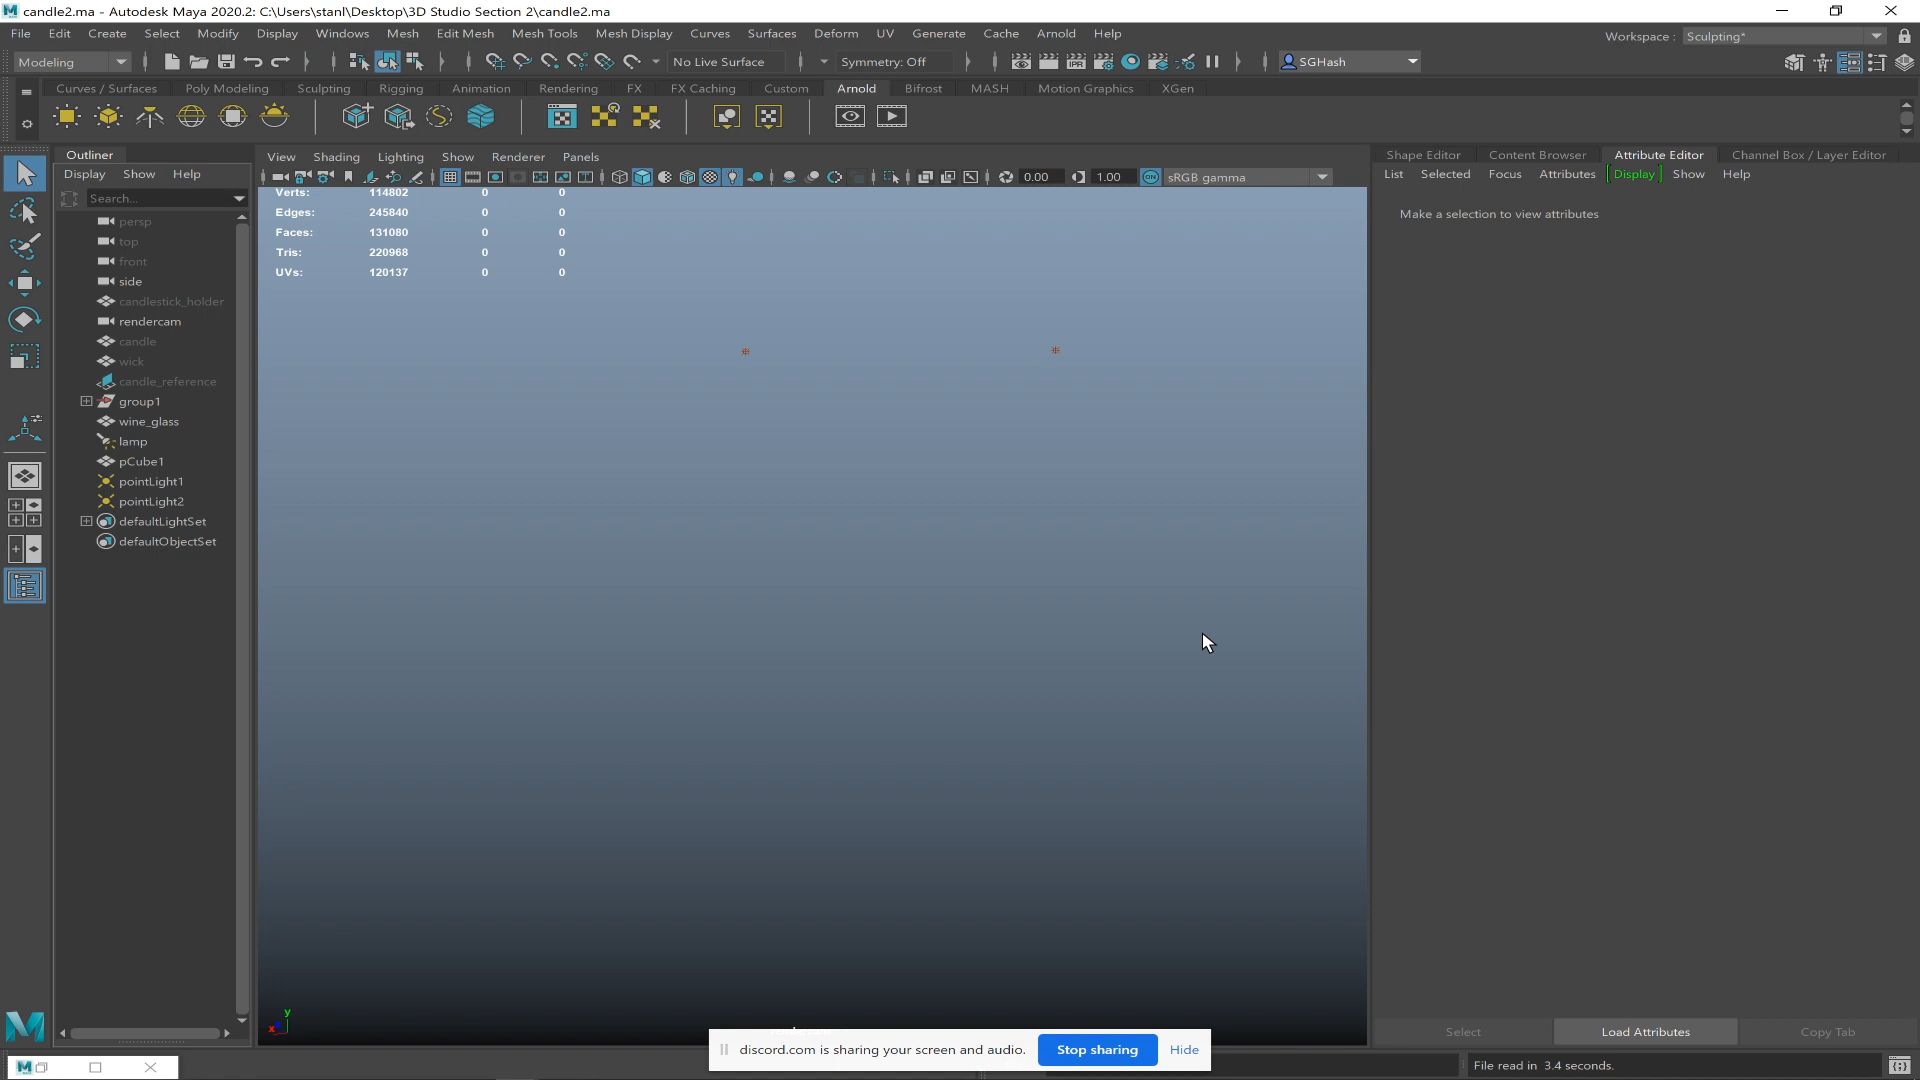 candle2.ma - Autodesk Maya 2020.2: C:\Users\stanl\Desktop\3D Studio Section 2\candle2.ma
File Edit Create Select Modify Display Windows Mesh Edit Mesh Mesh Tools Mesh Display Curves Surfaces Deform UV Generate Cache Arnold Help
Workspace : Sculpting*
Modeling No Live Surface Symmetry: Off SGHash
Curves / Surfaces Poly Modeling Sculpting Rigging Animation Rendering FX FX Caching Custom Arnold Bifrost MASH Motion Graphics XGen
IPR
Outliner
Display Show Help
Search...
persp
top
front
side
candlestick_holder
rendercam
candle
wick
candle_reference
group1
wine_glass
lamp
pCube1
pointLight1
pointLight2
defaultLightSet
defaultObjectSet
View Shading Lighting Show Renderer Panels
0.00 1.00 ON sRGB gamma
Verts: 114802 0 0
Edges: 245840 0 0
Faces: 131080 0 0
Tris: 220968 0 0
UVs: 120137 0 0
y
x
Shape Editor Content Browser Attribute Editor Channel Box / Layer Editor
List Selected Focus Attributes Display Show Help
Make a selection to view attributes
Select Load Attributes Copy Tab
discord.com is sharing your screen and audio. Stop sharing Hide
File read in 3.4 seconds.